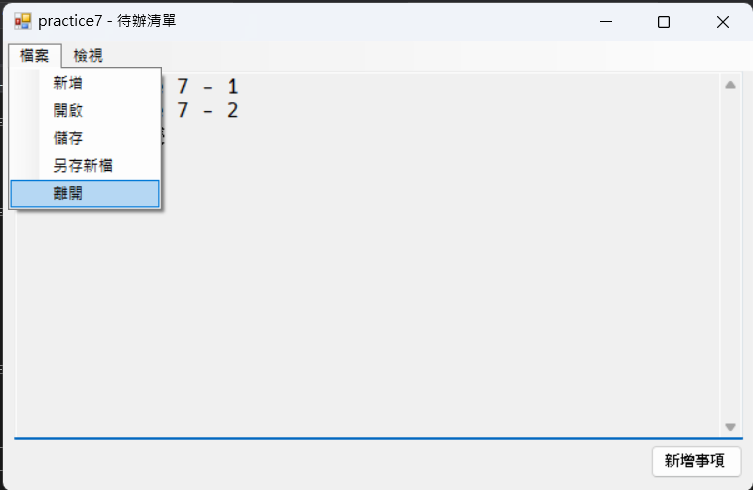 practice7 - 待辦清單
檔案 檢視
新增
開啟
儲存
另存新檔
離開
7 - 1
7 - 2
新增事項